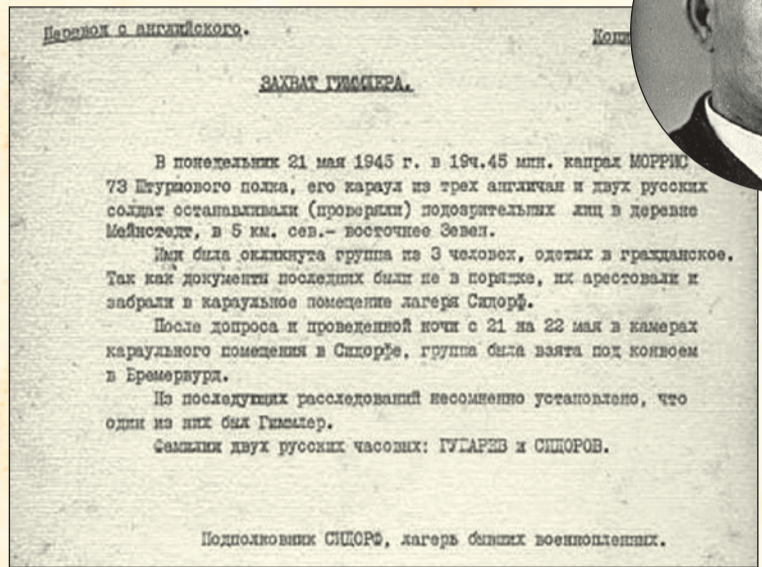 Перевод с английского.
Копи
ЗАХВАТ ГИММЛЕРА.
В понедельник 21 мая 1945 г. в 19ч.45 мин. капрал МОРРИС
73 Штурмового полка, его караул из трех англичан и двух русских
солдат останавливали (проверяли) подозрительных лиц в деревне
Мейнстедт, в 5 км. сев.- восточнее Зевен.
Ими была окликнута группа из 3 человек, одетых в гражданское.
Так как документы последних были не в порядке, их арестовали и
забрали в караульное помещение лагеря Сидорф.
После допроса и проведенной ночи с 21 на 22 мая в камерах
караульного помещения в Сидорфе, группа была взята под конвоем
в Бремервурд.
Из последующих расследований несомненно установлено, что
один из них был Гиммлер.
Фамилии двух русских часовых: ГУБАРЕВ и СИДОРОВ.
Подполковник СИДОРФ, лагерь бывших военнопленных.